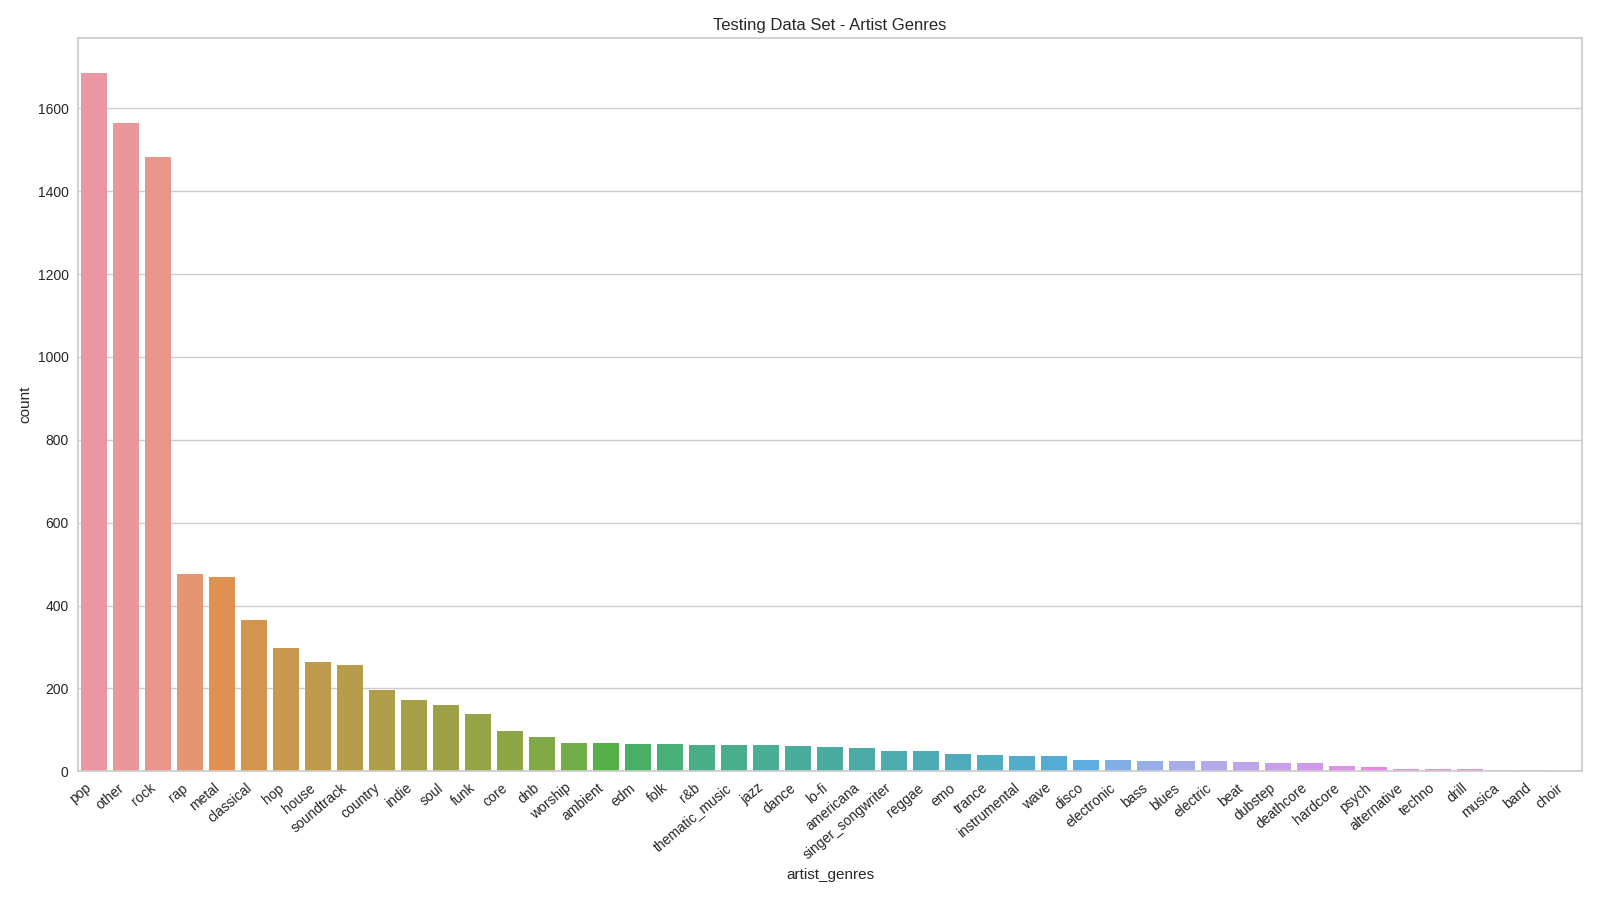 Testing Data Set - Artist Genres
1600
1400
1200
1000
800
600
400
200
0
count
pop
other
rock
rap
metal
classical
hop
house
soundtrack
country
indie
soul
funk
core
dnb
worship
ambient
edm
folk
r&b
thematic_music
jazz
dance
lo-fi
americana
singer_songwriter
reggae
emo
trance
instrumental
wave
disco
electronic
bass
blues
electric
beat
dubstep
deathcore
hardcore
psych
alternative
techno
drill
musica
band
choir
artist_genres